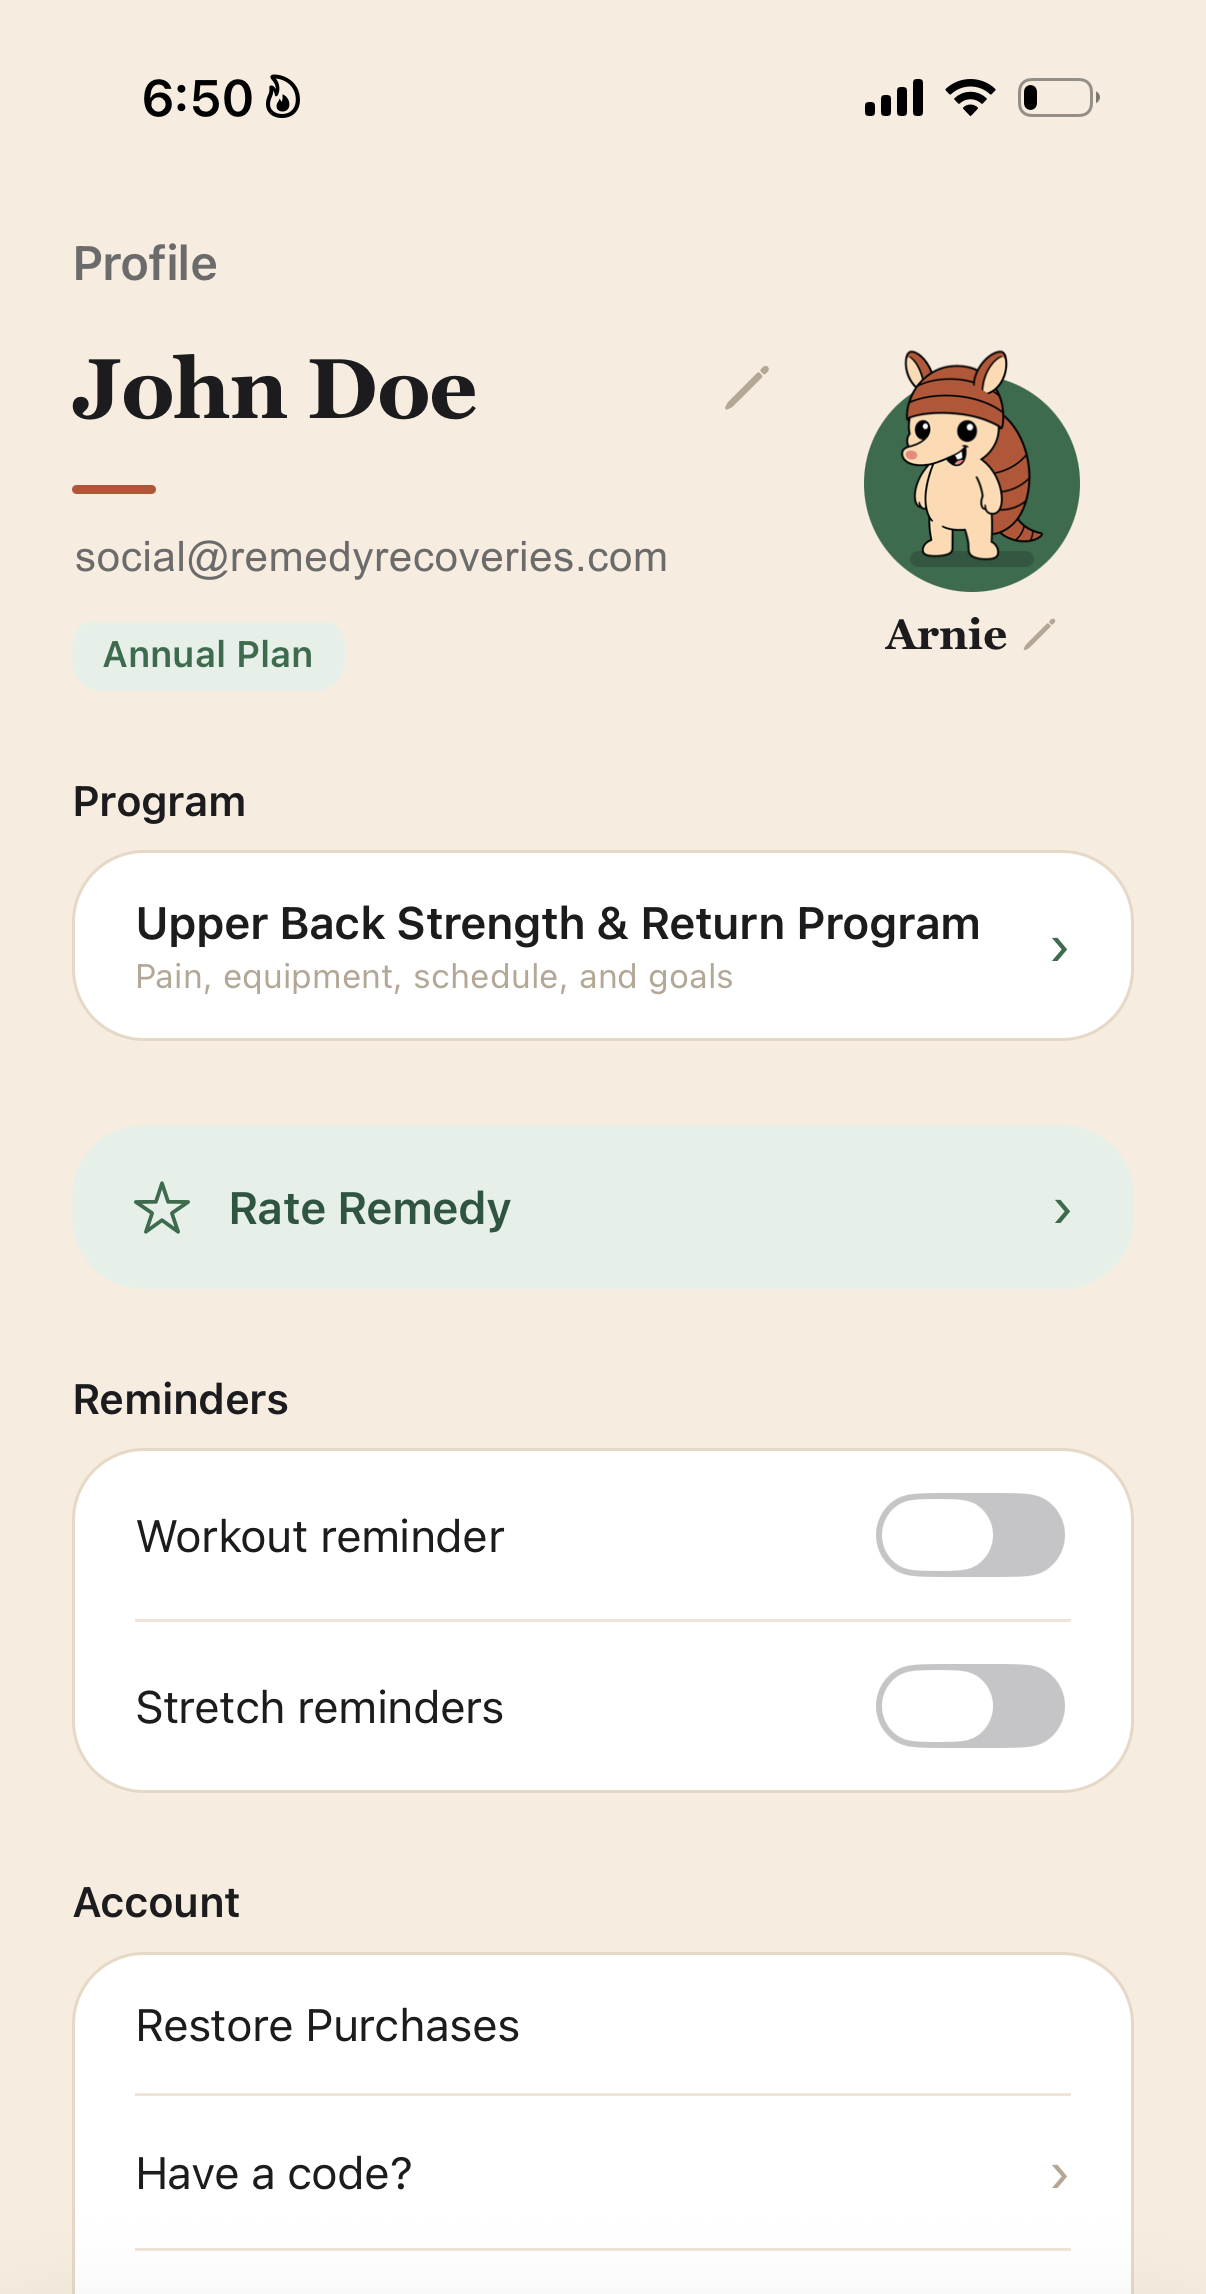 6:50
Profile
John Doe
social@remedyrecoveries.com
Annual Plan
Arnie
Program
Upper Back Strength & Return Program
Pain, equipment, schedule, and goals
Rate Remedy
Reminders
Workout reminder
Stretch reminders
Account
Restore Purchases
Have a code?